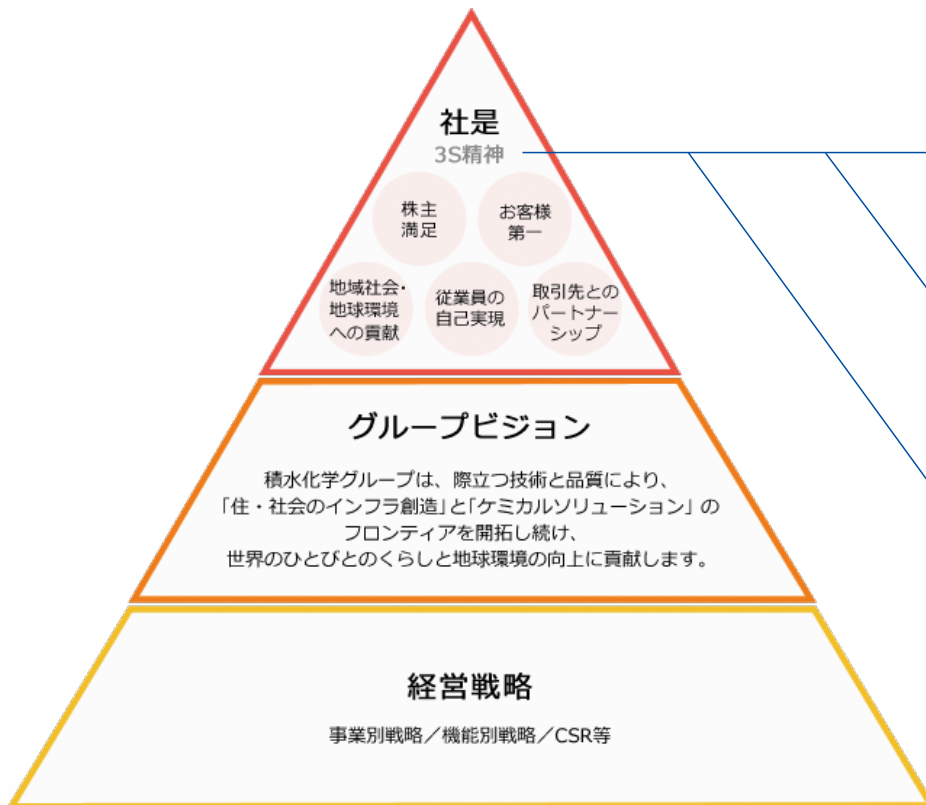 社是
3S精神
株主
満足
お客様
第一
地域社会・
地球環境
への貢献
従業員の
自己実現
取引先との
パートナー
シップ
グループビジョン
積水化学グループは、際立つ技術と品質により、
「住・社会のインフラ創造」と「ケミカルソリューション」の
フロンティアを開拓し続け、
世界のひとびとのくらしと地球環境の向上に貢献します。
経営戦略
事業別戦略／機能別戦略／CSR等